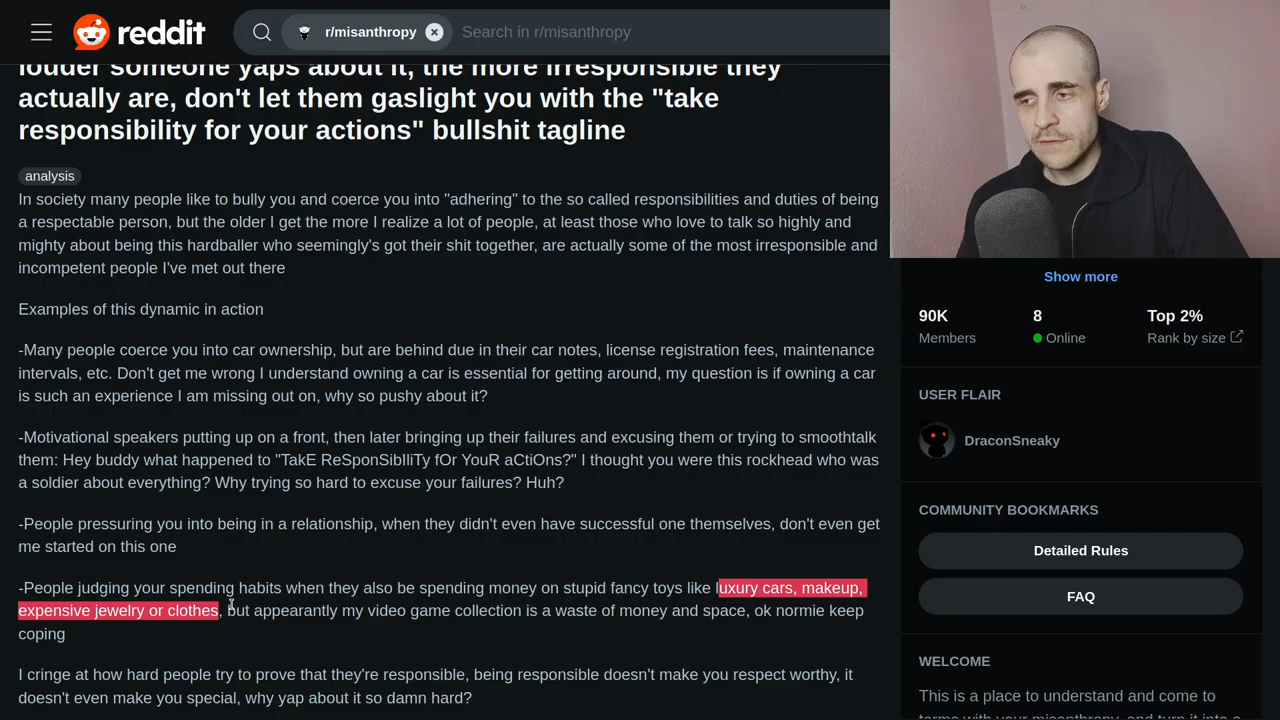 reddit
r/misanthropy
Search in r/misanthropy
louder someone yaps about it, the more irresponsible they
actually are, don't let them gaslight you with the "take
responsibility for your actions" bullshit tagline
analysis
In society many people like to bully you and coerce you into "adhering" to the so called responsibilities and duties of being
a respectable person, but the older I get the more I realize a lot of people, at least those who love to talk so highly and
mighty about being this hardballer who seemingly's got their shit together, are actually some of the most irresponsible and
incompetent people I've met out there
Examples of this dynamic in action
-Many people coerce you into car ownership, but are behind due in their car notes, license registration fees, maintenance
intervals, etc. Don't get me wrong I understand owning a car is essential for getting around, my question is if owning a car
is such an experience I am missing out on, why so pushy about it?
-Motivational speakers putting up on a front, then later bringing up their failures and excusing them or trying to smoothtalk
them: Hey buddy what happened to "TakE ReSponSibIliTy fOr YouR aCtiOns?" I thought you were this rockhead who was
a soldier about everything? Why trying so hard to excuse your failures? Huh?
-People pressuring you into being in a relationship, when they didn't even have successful one themselves, don't even get
me started on this one
-People judging your spending habits when they also be spending money on stupid fancy toys like luxury cars, makeup,
expensive jewelry or clothes, but appearantly my video game collection is a waste of money and space, ok normie keep
coping
I cringe at how hard people try to prove that they're responsible, being responsible doesn't make you respect worthy, it
doesn't even make you special, why yap about it so damn hard?
Show more
90K
8
Top 2%
Members
Online
Rank by size
USER FLAIR
DraconSneaky
COMMUNITY BOOKMARKS
Detailed Rules
FAQ
WELCOME
This is a place to understand and come to
terms with your misanthropy, and turn it into a